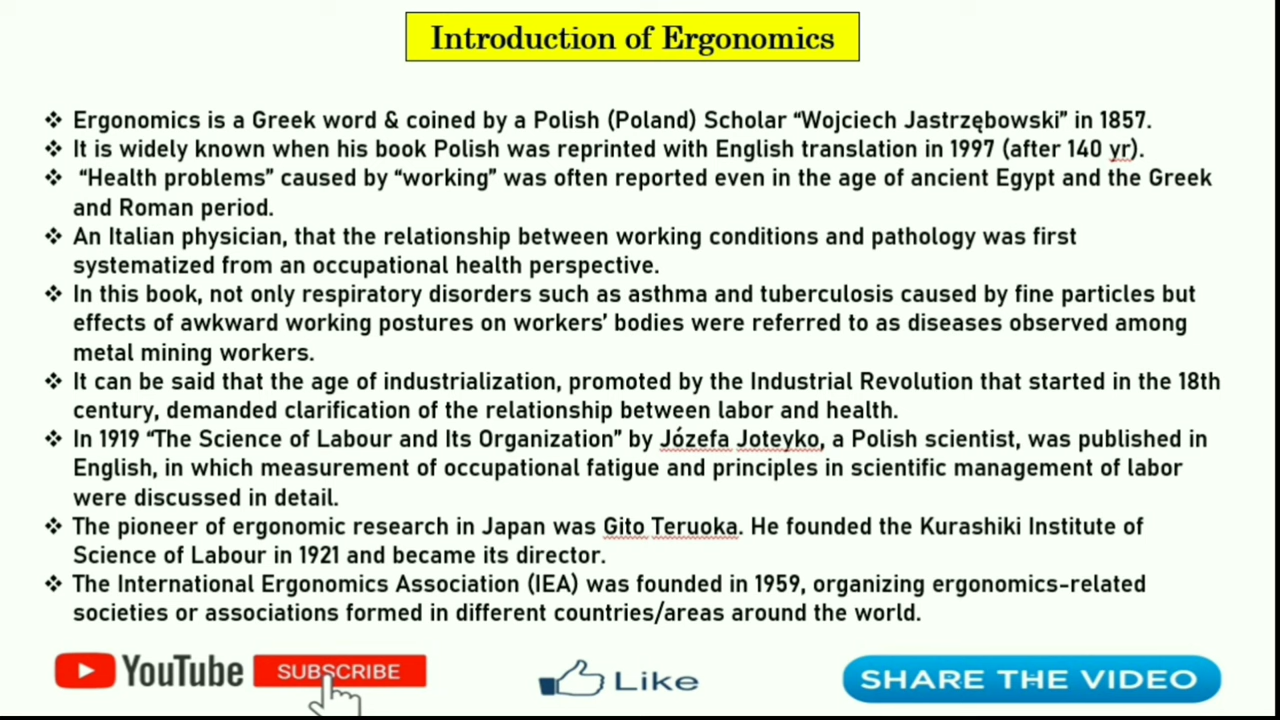 Introduction of Ergonomics
❖ Ergonomics is a Greek word & coined by a Polish (Poland) Scholar “Wojciech Jastrzębowski” in 1857.
❖ It is widely known when his book Polish was reprinted with English translation in 1997 (after 140 yr).
❖ “Health problems” caused by “working” was often reported even in the age of ancient Egypt and the Greek
and Roman period.
❖ An Italian physician, that the relationship between working conditions and pathology was first
systematized from an occupational health perspective.
❖ In this book, not only respiratory disorders such as asthma and tuberculosis caused by fine particles but
effects of awkward working postures on workers’ bodies were referred to as diseases observed among
metal mining workers.
❖ It can be said that the age of industrialization, promoted by the Industrial Revolution that started in the 18th
century, demanded clarification of the relationship between labor and health.
❖ In 1919 “The Science of Labour and Its Organization” by Józefa Joteyko, a Polish scientist, was published in
English, in which measurement of occupational fatigue and principles in scientific management of labor
were discussed in detail.
❖ The pioneer of ergonomic research in Japan was Gito Teruoka. He founded the Kurashiki Institute of
Science of Labour in 1921 and became its director.
❖ The International Ergonomics Association (IEA) was founded in 1959, organizing ergonomics-related
societies or associations formed in different countries/areas around the world.
YouTube SUBSCRIBE Like SHARE THE VIDEO